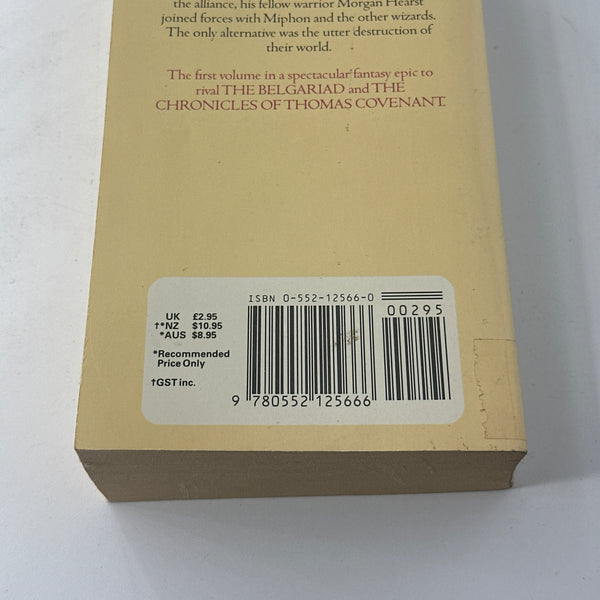 the alliance, his fellow warrior Morgan Hearst
joined forces with Miphon and the other wizards.
The only alternative was the utter destruction of
their world.
The first volume in a spectacular fantasy epic to
rival THE BELGARIAD and THE
CHRONICLES OF THOMAS COVENANT.
UK £2.95
†*NZ $10.95
*AUS $8.95
*Recommended
Price Only
†GST inc.
ISBN 0-552-12566-0
00295
9 780552 125666